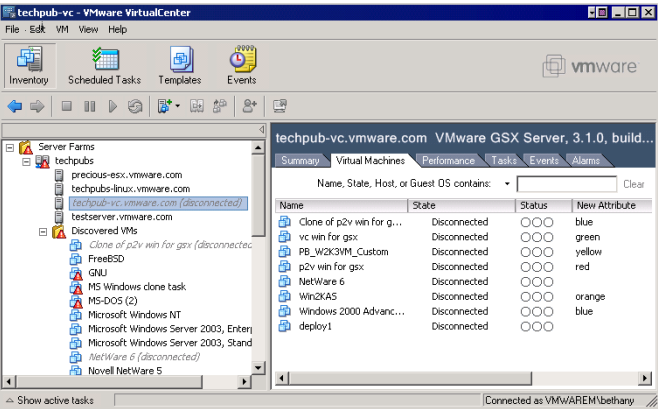 techpub-vc - VMware VirtualCenter
File Edit VM View Help
Inventory Scheduled Tasks Templates Events
vmware
Server Farms
techpubs
precious-esx.vmware.com
techpubs-linux.vmware.com
techpub-vc.vmware.com (disconnected)
testserver.vmware.com
Discovered VMs
Clone of p2v win for gsx (disconnected
FreeBSD
GNU
MS Windows clone task
MS-DOS (2)
Microsoft Windows NT
Microsoft Windows Server 2003, Enterp
Microsoft Windows Server 2003, Stand
NetWare 6 (disconnected)
Novell NetWare 5
techpub-vc.vmware.com VMware GSX Server, 3.1.0, build...
Summary Virtual Machines Performance Tasks Events Alarms
Name, State, Host, or Guest OS contains: Clear
Name State Status New Attribute
Clone of p2v win for g... Disconnected blue
vc win for gsx Disconnected green
PB_W2K3VM_Custom Disconnected yellow
p2v win for gsx Disconnected red
NetWare 6 Disconnected
Win2KAS Disconnected orange
Windows 2000 Advanc... Disconnected blue
deploy1 Disconnected
Show active tasks Connected as VMWAREM\bethany